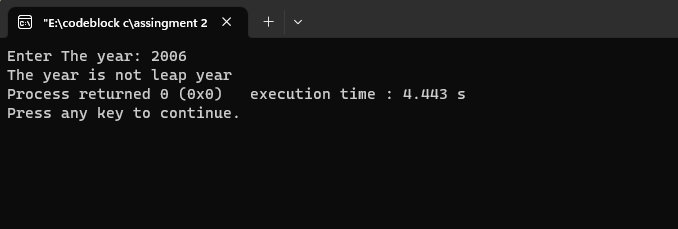 "E:\codeblock c\assingment 2
Enter The year: 2006
The year is not leap year
Process returned 0 (0x0)   execution time : 4.443 s
Press any key to continue.